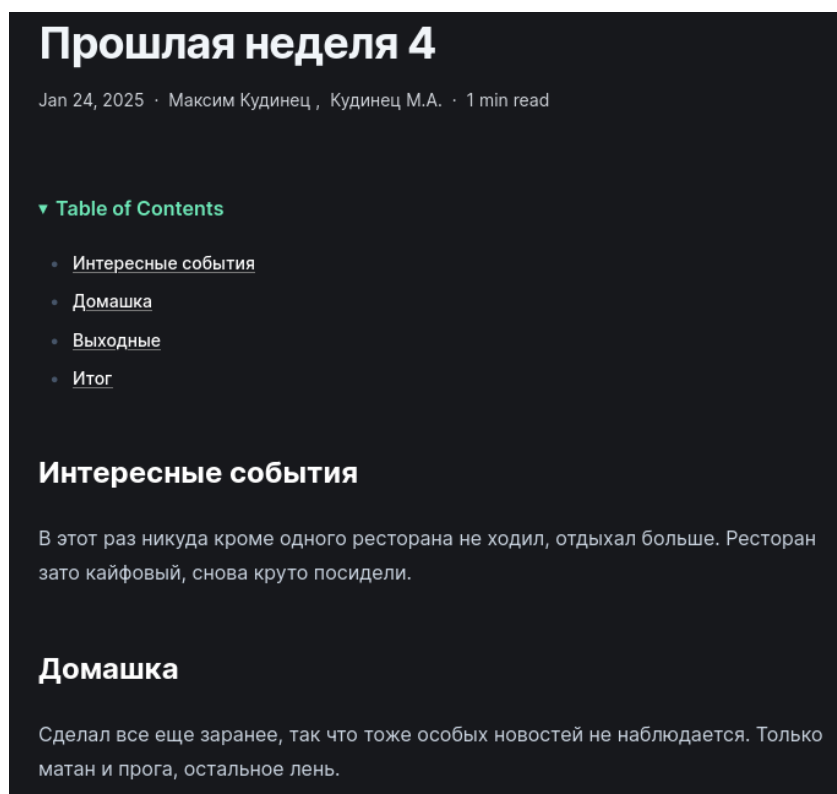 Прошлая неделя 4
Jan 24, 2025 · Максим Кудинец , Кудинец М.А. · 1 min read
▾ Table of Contents
• Интересные события
• Домашка
• Выходные
• Итог
Интересные события
В этот раз никуда кроме одного ресторана не ходил, отдыхал больше. Ресторан
зато кайфовый, снова круто посидели.
Домашка
Сделал все еще заранее, так что тоже особых новостей не наблюдается. Только
матан и прога, остальное лень.